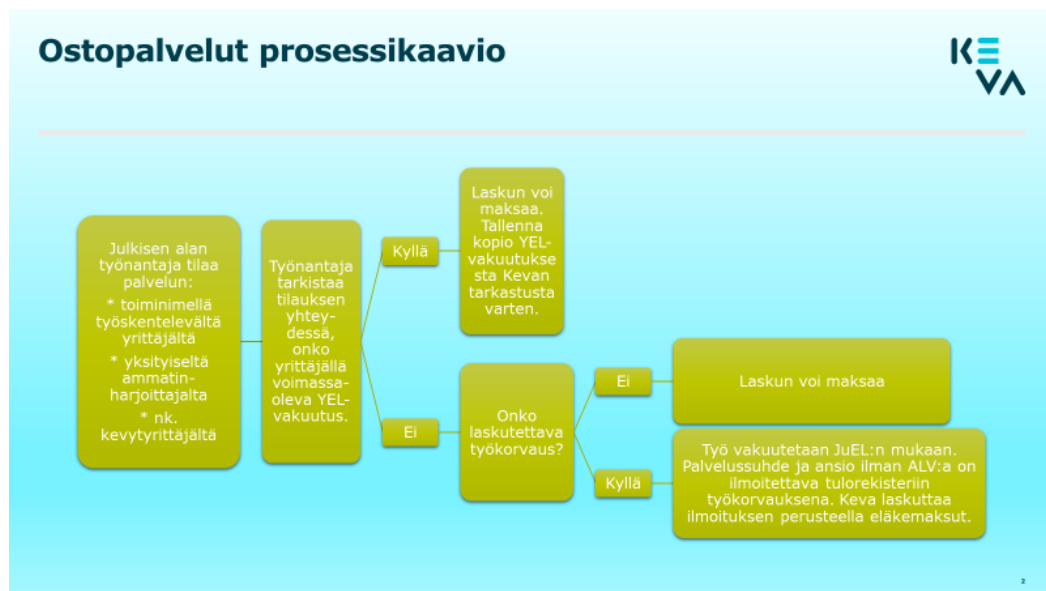 Ostopalvelut prosessikaavio
KEVA
Julkisen alan
työnantaja tilaa
palvelun:
* toiminimellä
työskentelevältä
yrittäjältä
* yksityiseltä
ammatin-
harjoittajalta
* nk.
kevytyrittäjältä
Työnantaja
tarkistaa
tilauksen
yhtey-
dessä,
onko
yrittäjällä
voimassa-
oleva YEL-
vakuutus.
Kyllä
Laskun voi
maksaa.
Tallenna
kopio YEL-
vakuutukse
sta Kevan
tarkastusta
varten.
Ei
Onko
laskutettava
työkorvaus?
Ei
Laskun voi maksaa
Kyllä
Työ vakuutetaan JuEL:n mukaan.
Palvelussuhde ja ansio ilman ALV:a on
ilmoitettava tulorekisteriin
työkorvauksena. Keva laskuttaa
ilmoituksen perusteella eläkemaksut.
2